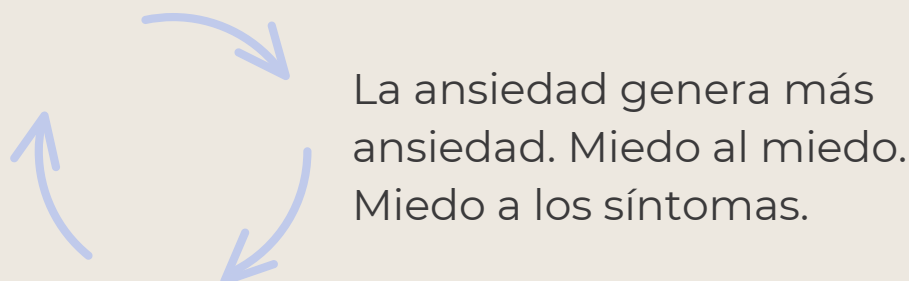 La ansiedad genera más
ansiedad. Miedo al miedo.
Miedo a los síntomas.